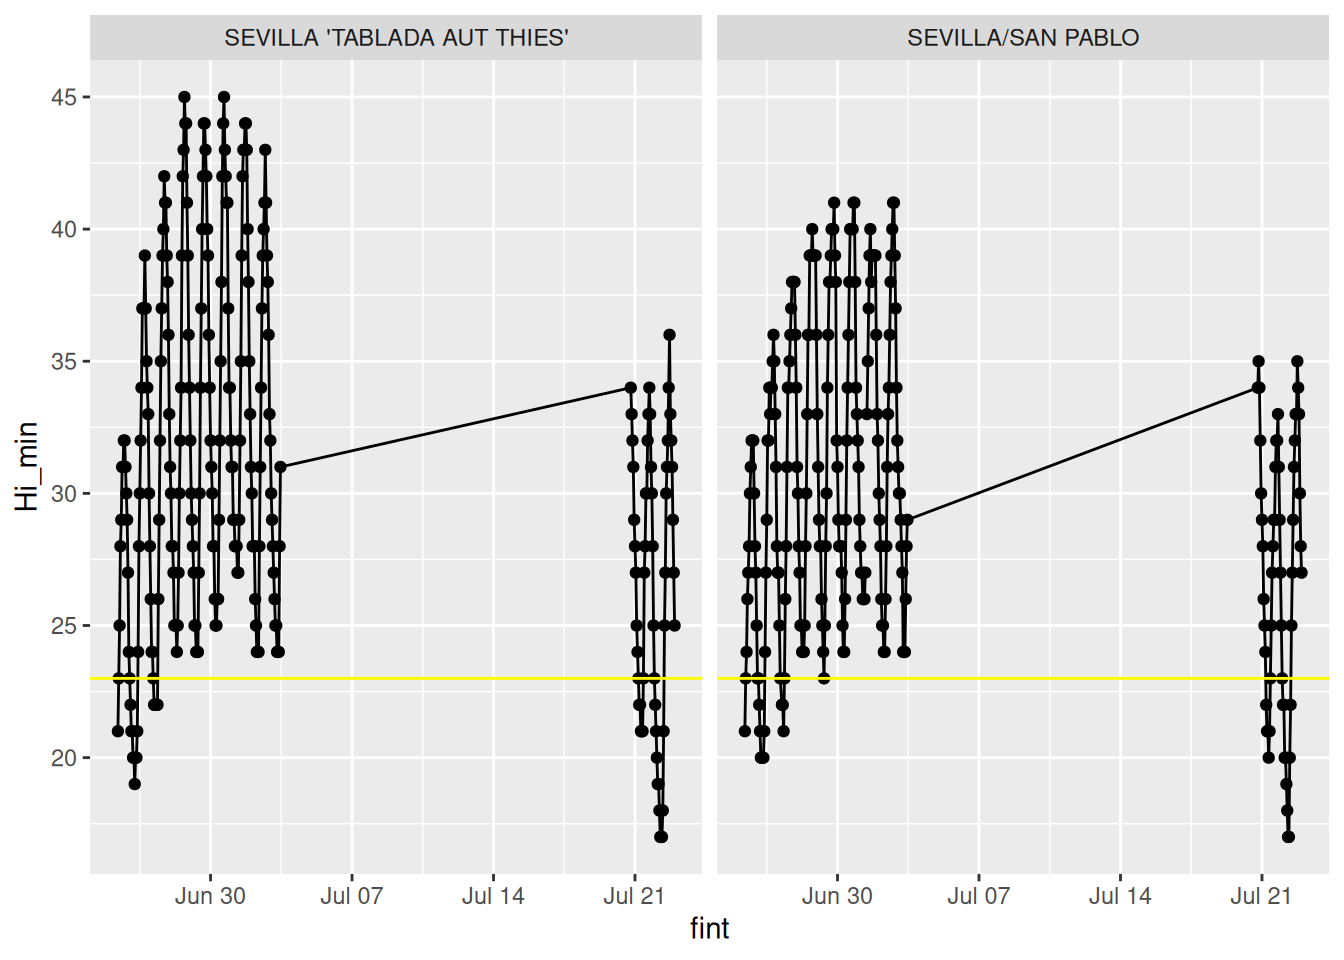 SEVILLA 'TABLADA AUT THIES'
SEVILLA/SAN PABLO
45
40
35
30
25
20
Hi_min
Jun 30
Jul 07
Jul 14
Jul 21
Jun 30
Jul 07
Jul 14
Jul 21
fint